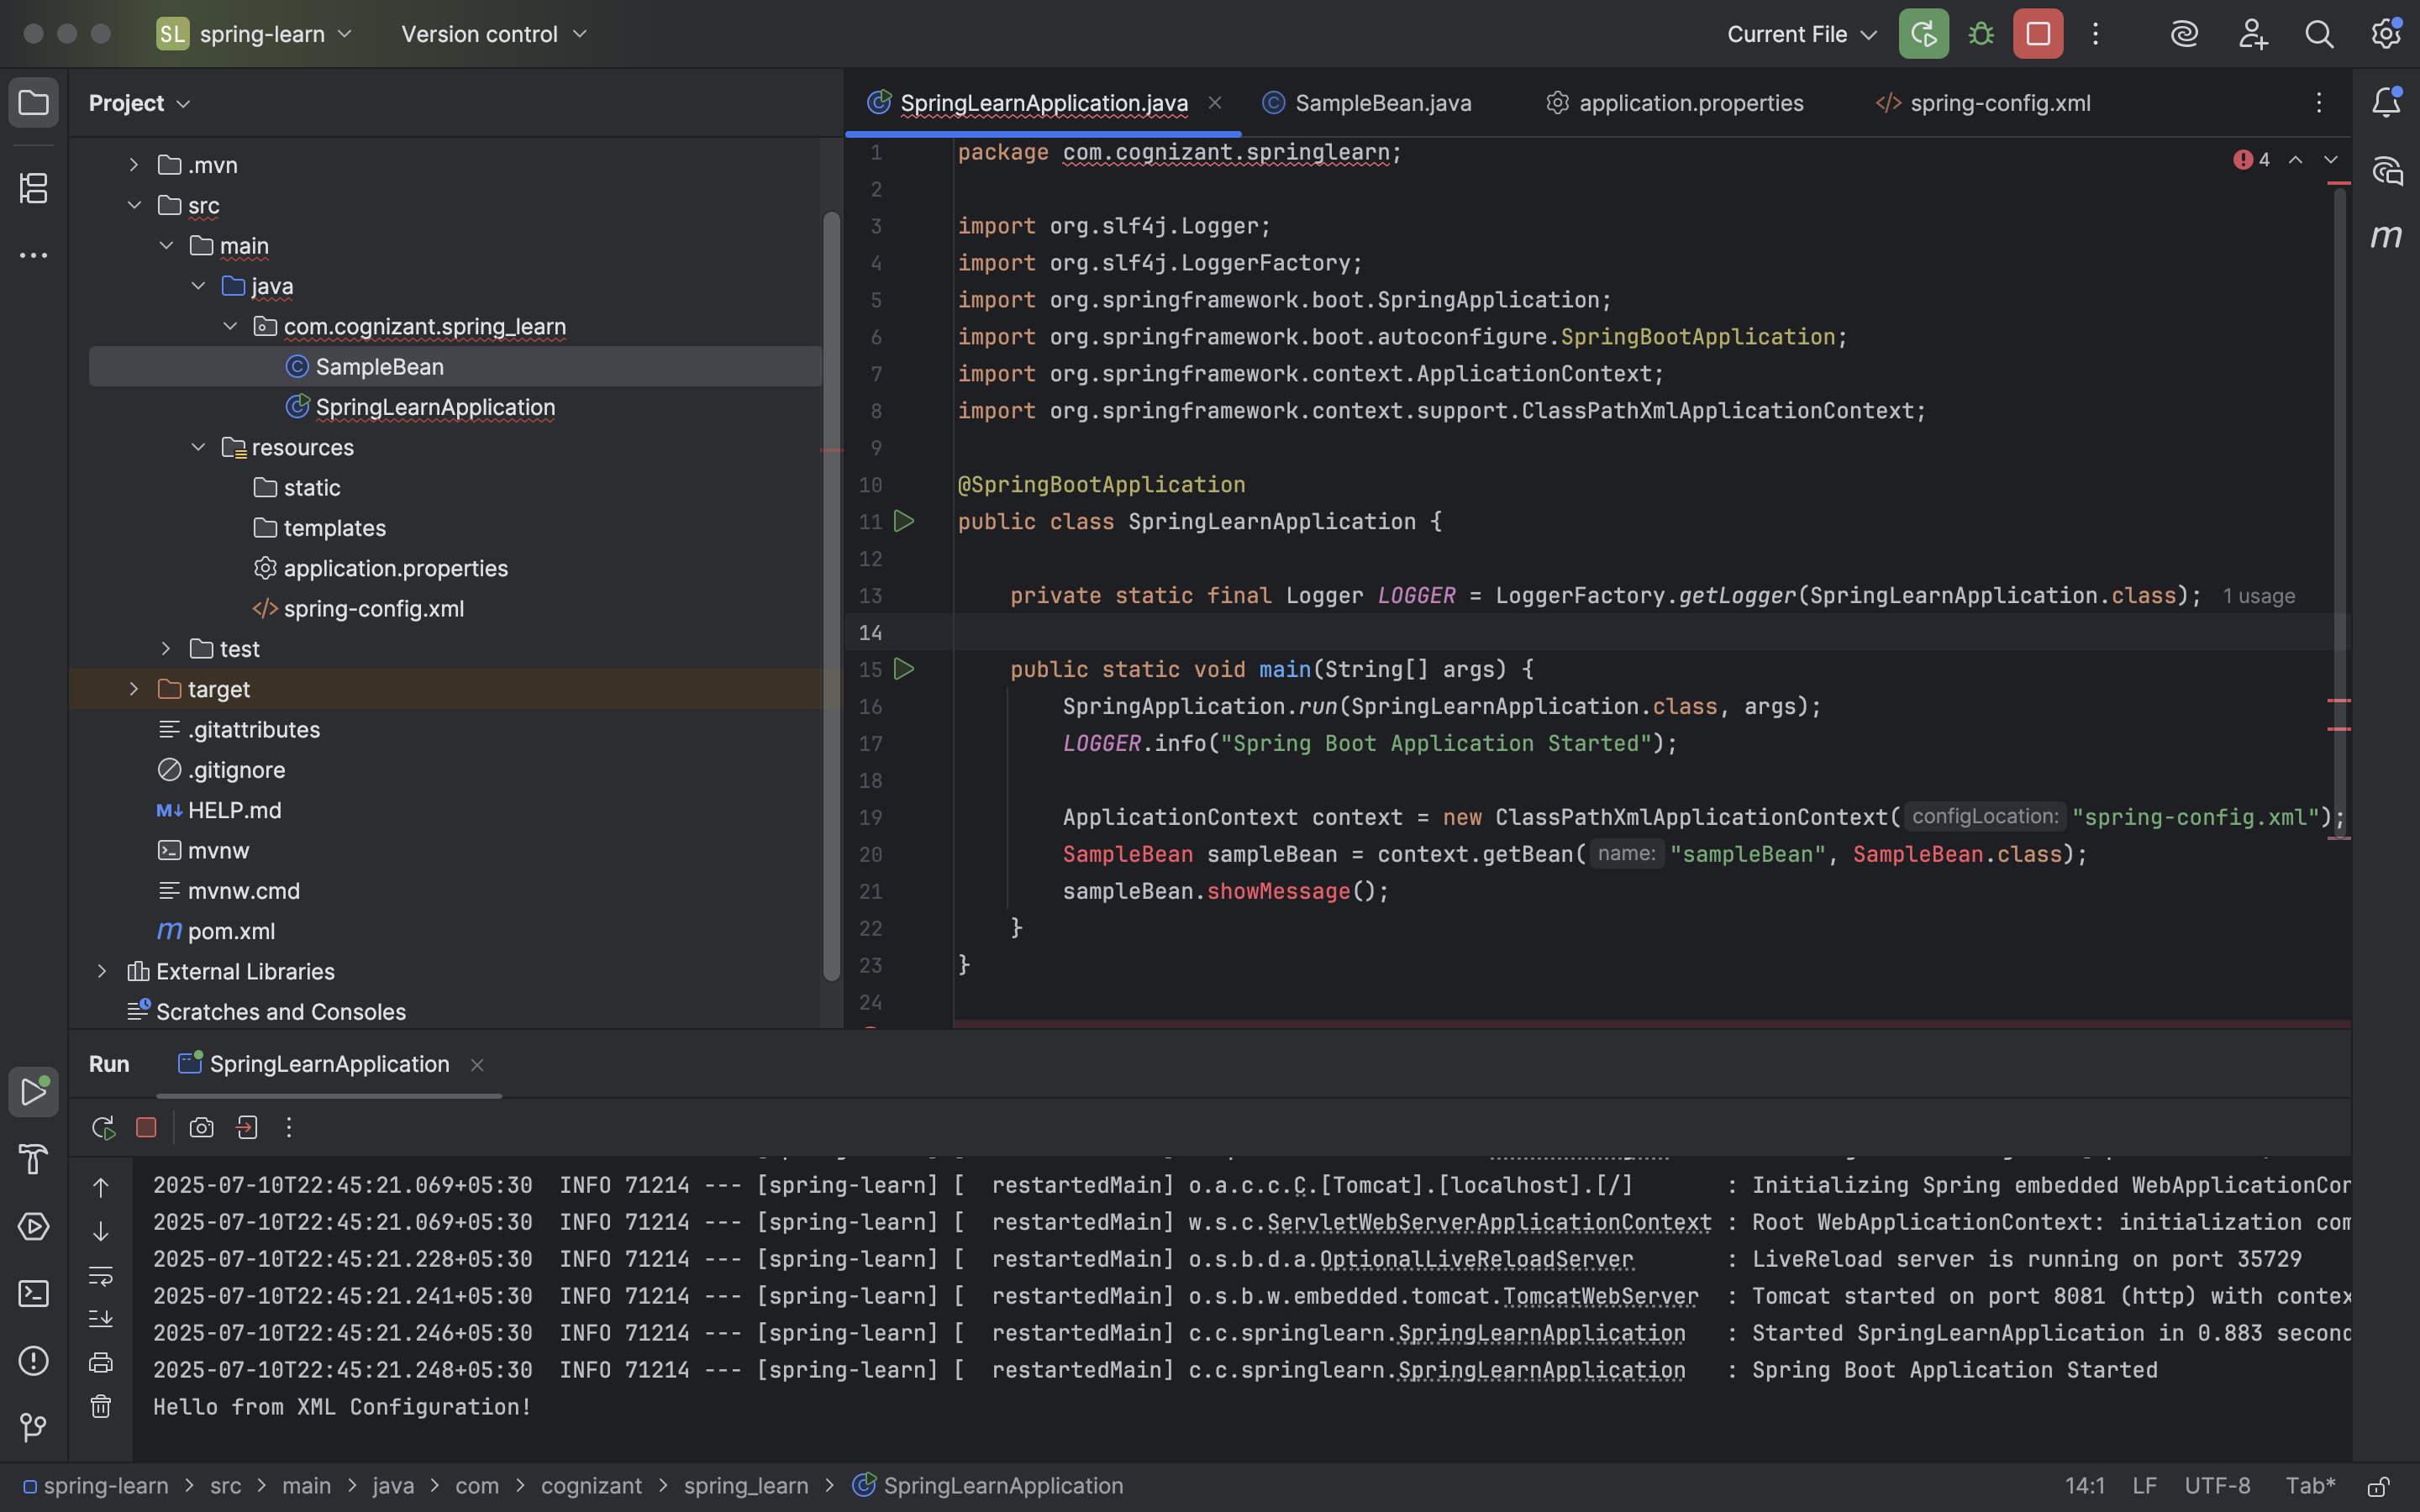 SL spring-learn Version control Current File
Project
SpringLearnApplication.java SampleBean.java application.properties </> spring-config.xml
.mvn
src
main
java
com.cognizant.spring_learn
SampleBean
SpringLearnApplication
resources
static
templates
application.properties
</> spring-config.xml
test
target
.gitattributes
.gitignore
M↓ HELP.md
mvnw
mvnw.cmd
m pom.xml
External Libraries
Scratches and Consoles
4
m
1 package com.cognizant.springlearn;
2
3 import org.slf4j.Logger;
4 import org.slf4j.LoggerFactory;
5 import org.springframework.boot.SpringApplication;
6 import org.springframework.boot.autoconfigure.SpringBootApplication;
7 import org.springframework.context.ApplicationContext;
8 import org.springframework.context.support.ClassPathXmlApplicationContext;
9
10 @SpringBootApplication
11 public class SpringLearnApplication {
12
13 private static final Logger LOGGER = LoggerFactory.getLogger(SpringLearnApplication.class); 1 usage
14
15 public static void main(String[] args) {
16 SpringApplication.run(SpringLearnApplication.class, args);
17 LOGGER.info("Spring Boot Application Started");
18
19 ApplicationContext context = new ClassPathXmlApplicationContext( configLocation: "spring-config.xml");
20 SampleBean sampleBean = context.getBean( name: "sampleBean", SampleBean.class);
21 sampleBean.showMessage();
22 }
23 }
24
Run SpringLearnApplication
2025-07-10T22:45:21.069+05:30 INFO 71214 --- [spring-learn] [ restartedMain] o.a.c.c.C.[Tomcat].[localhost].[/] : Initializing Spring embedded WebApplicationCon
2025-07-10T22:45:21.069+05:30 INFO 71214 --- [spring-learn] [ restartedMain] w.s.c.ServletWebServerApplicationContext : Root WebApplicationContext: initialization com
2025-07-10T22:45:21.228+05:30 INFO 71214 --- [spring-learn] [ restartedMain] o.s.b.d.a.OptionalLiveReloadServer : LiveReload server is running on port 35729
2025-07-10T22:45:21.241+05:30 INFO 71214 --- [spring-learn] [ restartedMain] o.s.b.w.embedded.tomcat.TomcatWebServer : Tomcat started on port 8081 (http) with contex
2025-07-10T22:45:21.246+05:30 INFO 71214 --- [spring-learn] [ restartedMain] c.c.springlearn.SpringLearnApplication : Started SpringLearnApplication in 0.883 second
2025-07-10T22:45:21.248+05:30 INFO 71214 --- [spring-learn] [ restartedMain] c.c.springlearn.SpringLearnApplication : Spring Boot Application Started
Hello from XML Configuration!
spring-learn > src > main > java > com > cognizant > spring_learn > SpringLearnApplication 14:1 LF UTF-8 Tab*